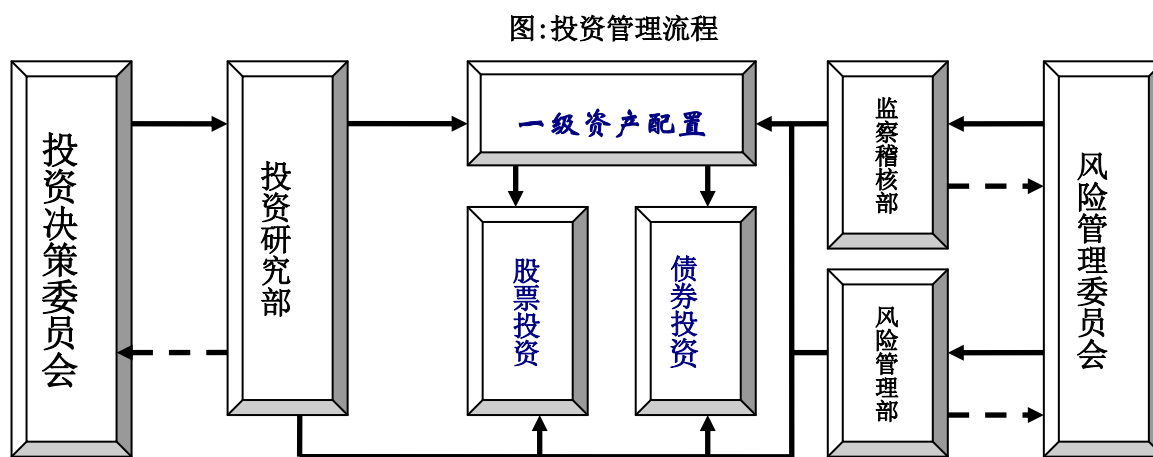 图:投资管理流程
投资决策委员会
投资研究部
一级资产配置
股票投资
债券投资
监察稽核部
风险管理部
风险管理委员会